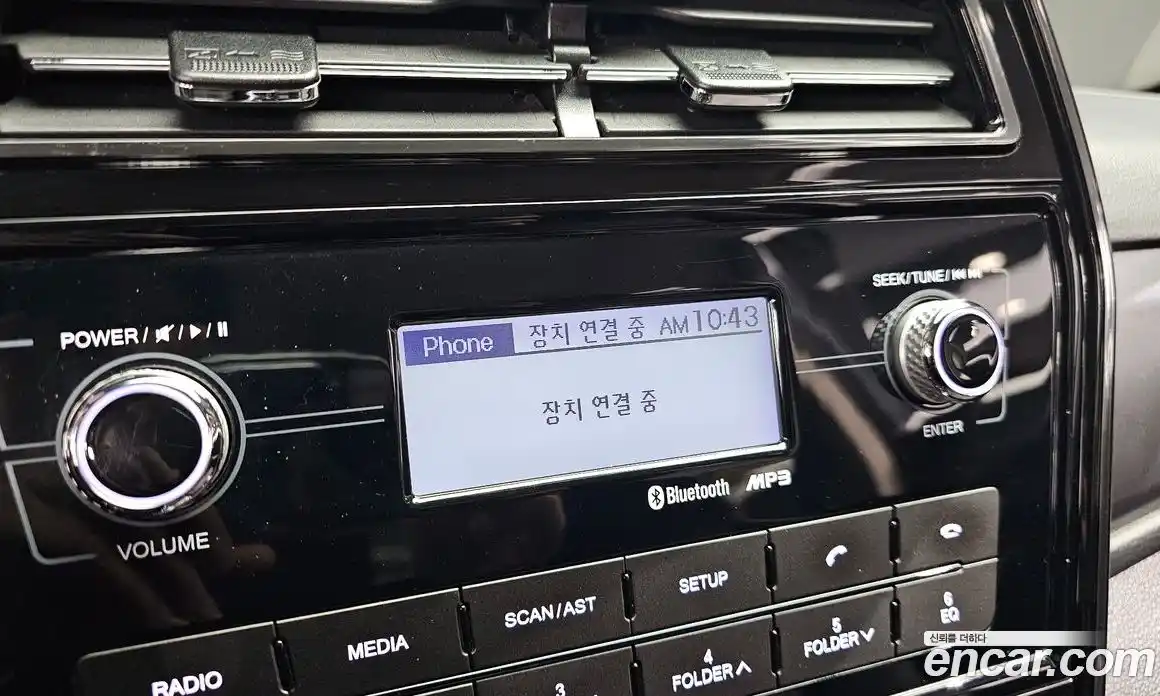 SEEK/TUNE/⏮⏭
POWER/🔇/▶/⏸
Phone 장치 연결 중 AM 10:43
장치 연결 중
ENTER
Bluetooth MP3
VOLUME
RADIO
MEDIA
SCAN/AST
SETUP
3
4
FOLDER∧
5
FOLDER∨
6
EQ
신뢰를 더하다
encar.com